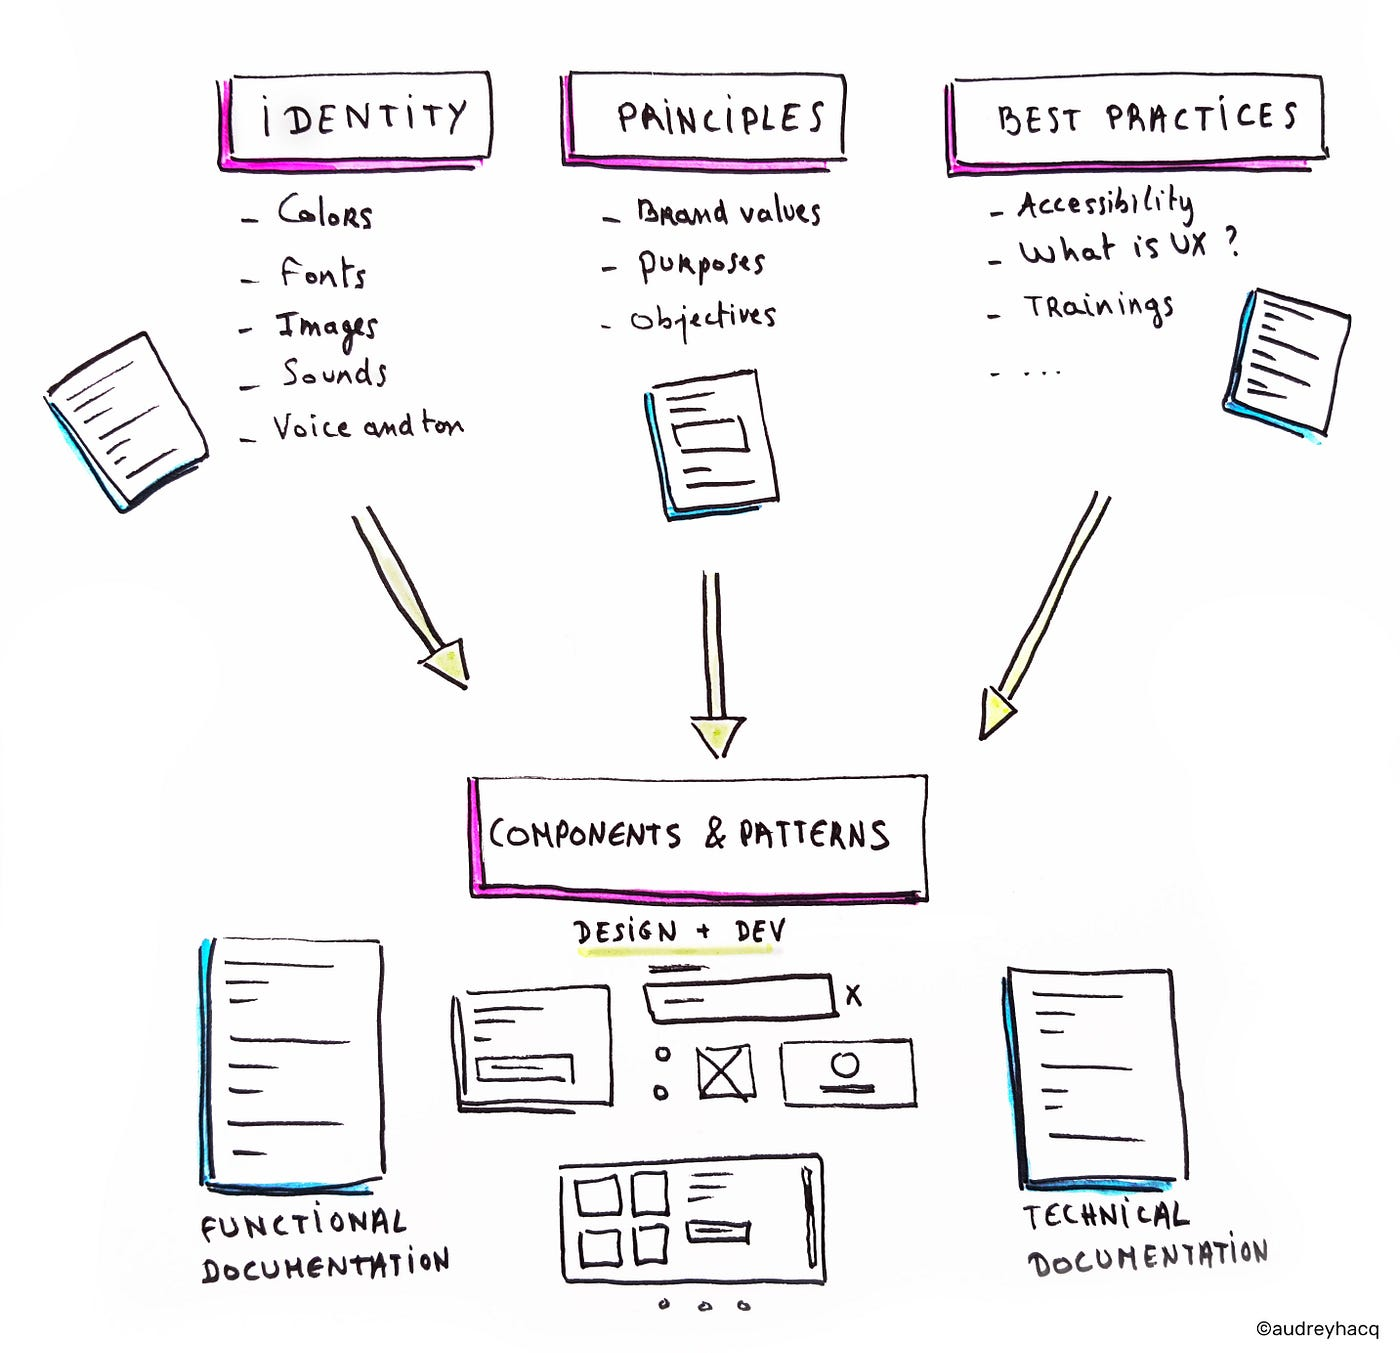 iDENTiTY
PRiNCiPLES
BEST PRACTiCES
- Colors
- Fonts
- Images
- Sounds
- Voice and ton
- Brand values
- purposes
- objectives
- Accessibility
- What is UX ?
- TRainings
- ...
COMPONENTS & PATTERNS
DESiGN + DEV
X
FUNCTiONAL
DOCUMENTATiON
TECHNiCAL
DOCUMENTATiON
©audreyhacq